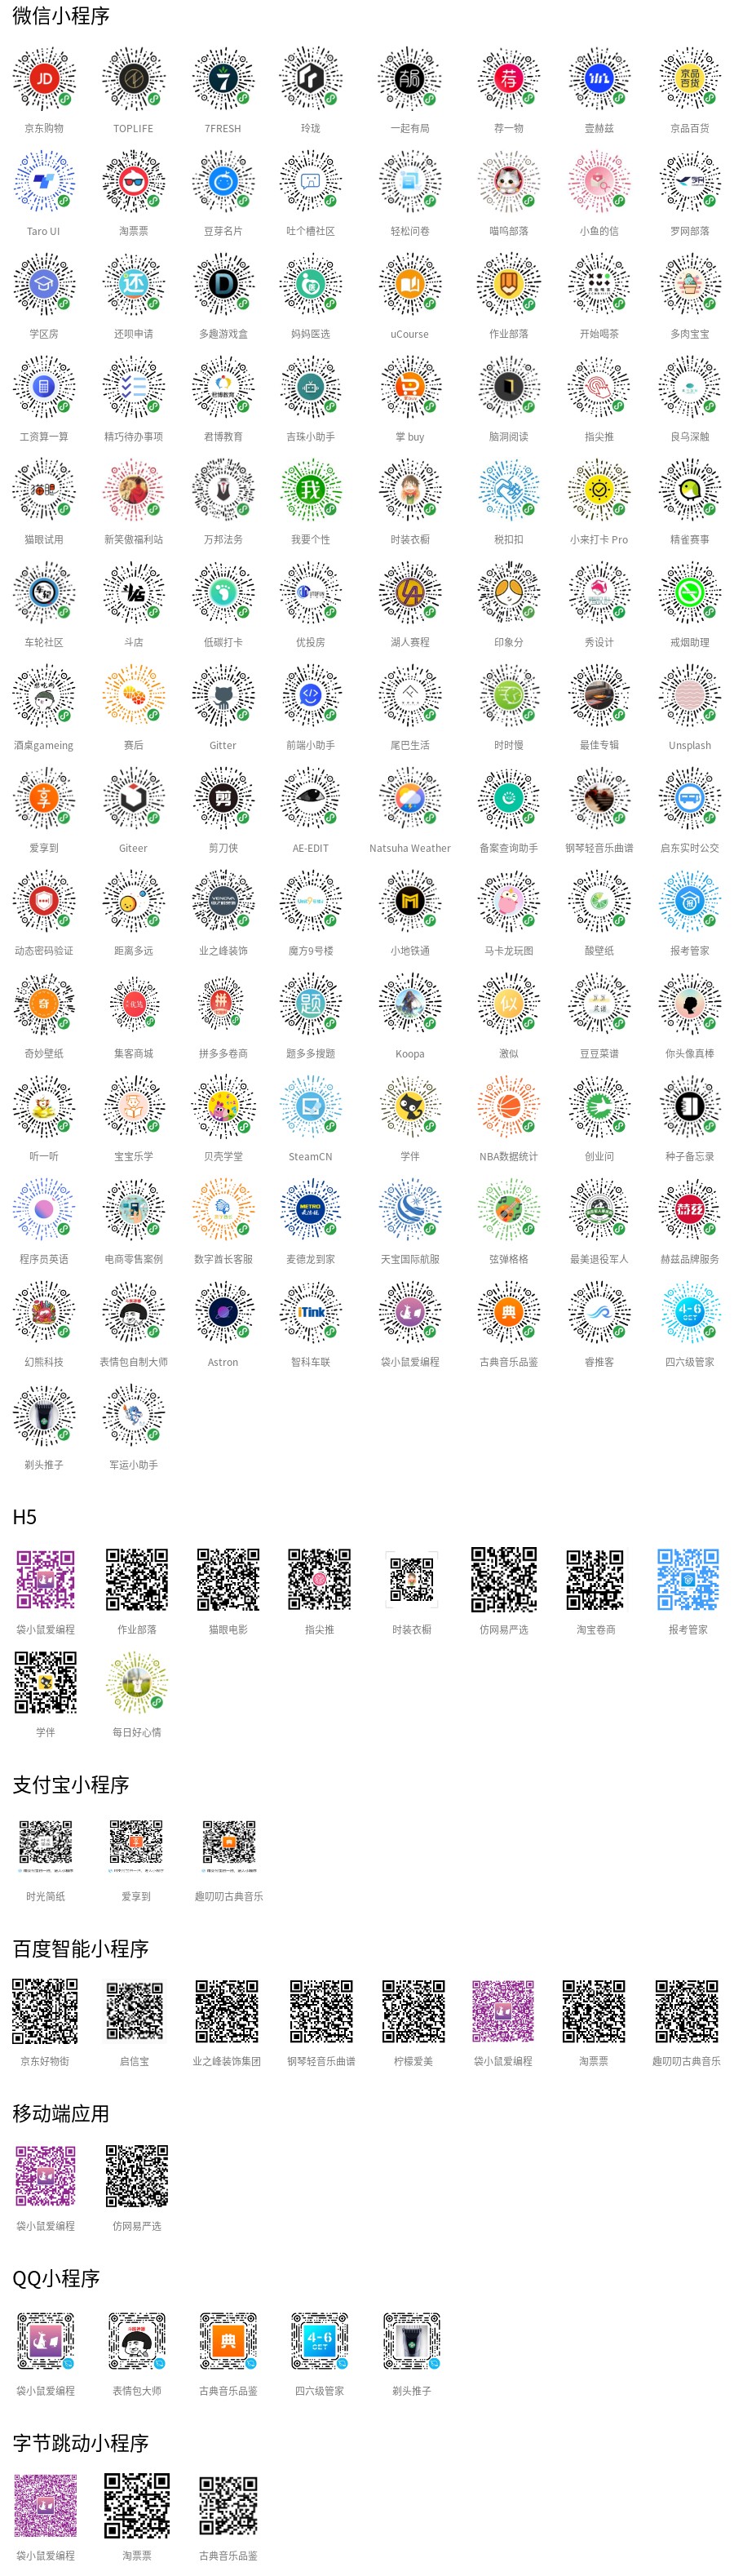 微信小程序
京东购物 TOPLIFE 7FRESH 玲珑 一起有局 荐一物 壹赫兹 京品百货
Taro UI 淘票票 豆芽名片 吐个槽社区 轻松问卷 喵呜部落 小鱼的信 罗网部落
学区房 还呗申请 多趣游戏盒 妈妈医选 uCourse 作业部落 开始喝茶 多肉宝宝
工资算一算 精巧待办事项 君博教育 吉珠小助手 掌 buy 脑洞阅读 指尖推 良乌深触
猫眼试用 新笑傲福利站 万邦法务 我要个性 时装衣橱 税扣扣 小来打卡 Pro 精雀赛事
车轮社区 斗店 低碳打卡 优投房 湖人赛程 印象分 秀设计 戒烟助理
酒桌gameing 赛后 Gitter 前端小助手 尾巴生活 时时慢 最佳专辑 Unsplash
爱享到 Giteer 剪刀侠 AE-EDIT Natsuha Weather 备案查询助手 钢琴轻音乐曲谱 启东实时公交
动态密码验证 距离多远 业之峰装饰 魔方9号楼 小地铁通 马卡龙玩图 酸壁纸 报考管家
奇妙壁纸 集客商城 拼多多卷商 题多多搜题 Koopa 激似 豆豆菜谱 你头像真棒
听一听 宝宝乐学 贝壳学堂 SteamCN 学伴 NBA数据统计 创业问 种子备忘录
程序员英语 电商零售案例 数字酋长客服 麦德龙到家 天宝国际航服 弦弹格格 最美退役军人 赫兹品牌服务
幻熊科技 表情包自制大师 Astron 智科车联 袋小鼠爱编程 古典音乐品鉴 睿推客 四六级管家
剃头推子 军运小助手
H5
袋小鼠爱编程 作业部落 猫眼电影 指尖推 时装衣橱 仿网易严选 淘宝卷商 报考管家
学伴 每日好心情
支付宝小程序
时光简纸 爱享到 趣叨叨古典音乐
百度智能小程序
京东好物街 启信宝 业之峰装饰集团 钢琴轻音乐曲谱 柠檬爱美 袋小鼠爱编程 淘票票 趣叨叨古典音乐
移动端应用
袋小鼠爱编程 仿网易严选
QQ小程序
袋小鼠爱编程 表情包大师 古典音乐品鉴 四六级管家 剃头推子
字节跳动小程序
袋小鼠爱编程 淘票票 古典音乐品鉴